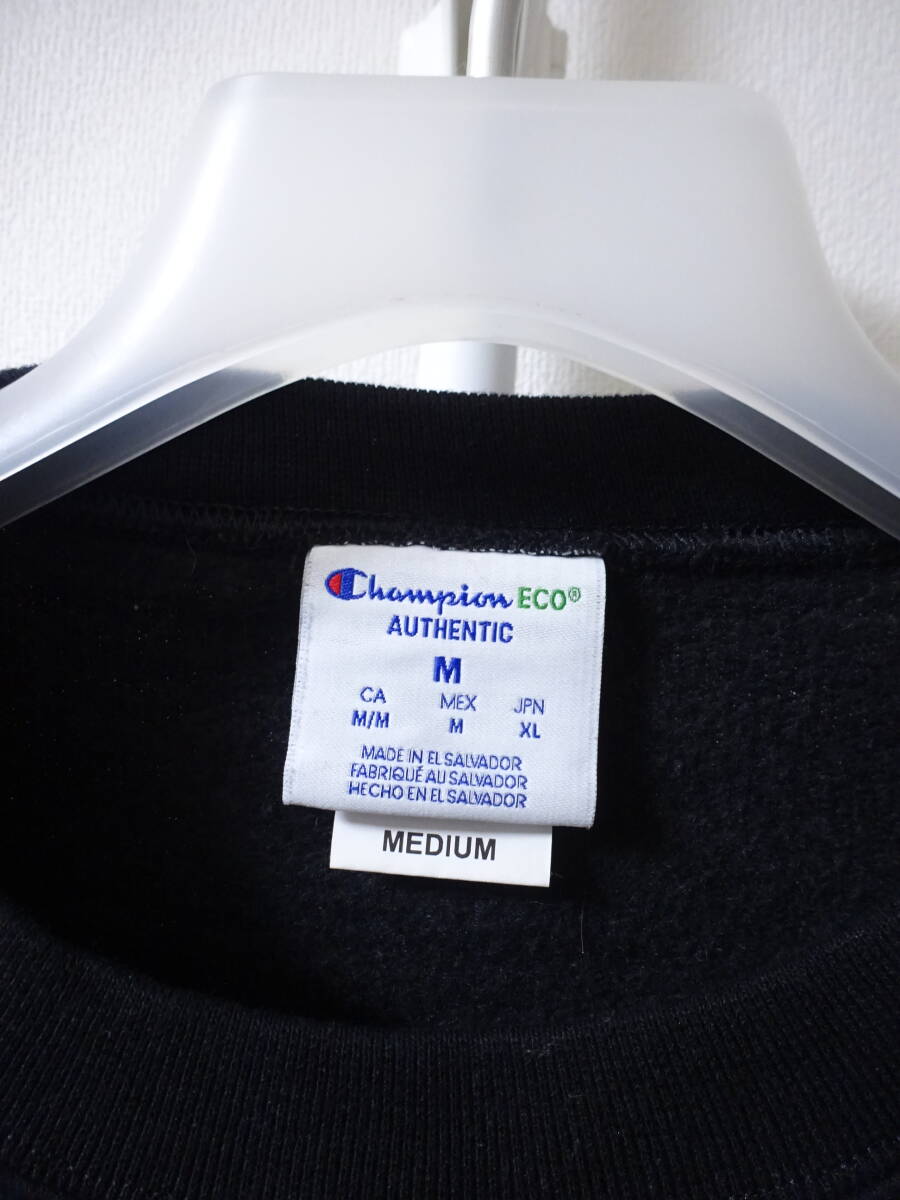 Champion ECO®
AUTHENTIC
M
CA MEX JPN
M/M M XL
MADE IN EL SALVADOR
FABRIQUÉ AU SALVADOR
HECHO EN EL SALVADOR
MEDIUM